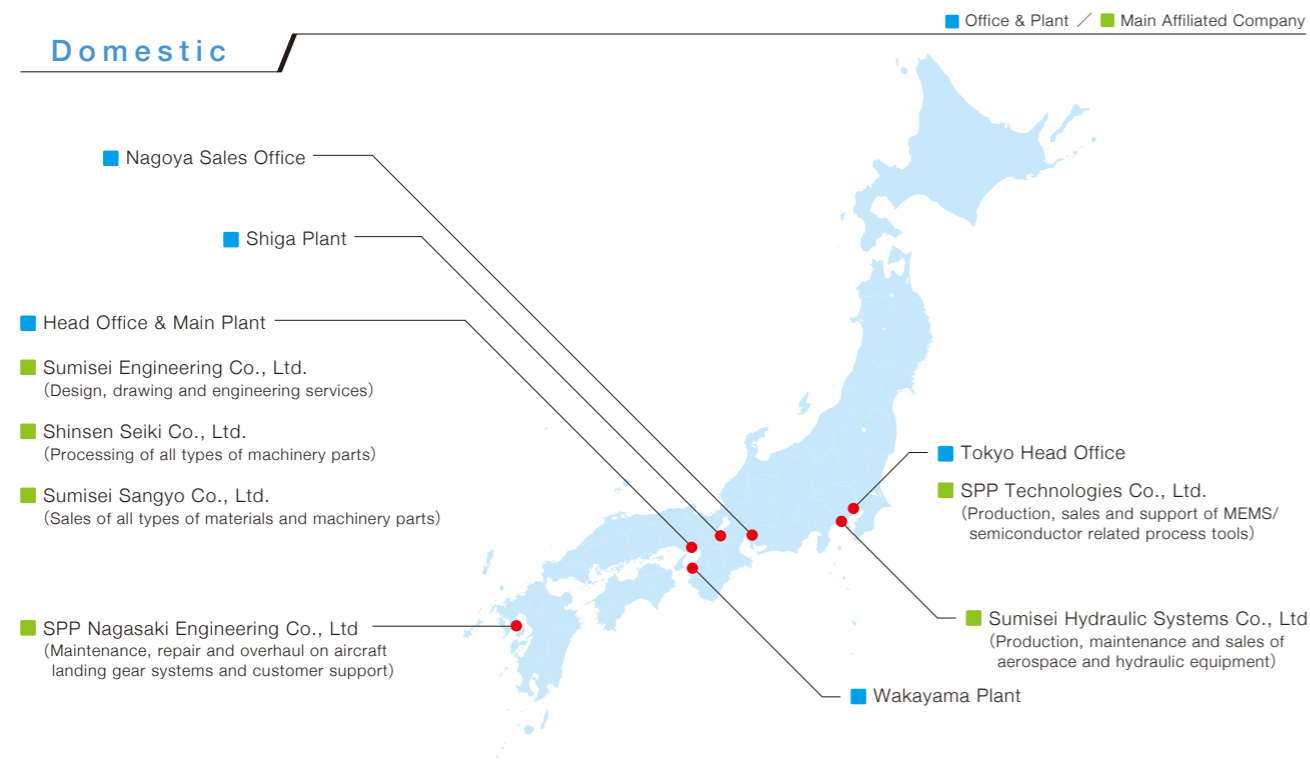 Office & Plant ／ Main Affiliated Company
Domestic
Nagoya Sales Office
Shiga Plant
Head Office & Main Plant
Sumisei Engineering Co., Ltd.
(Design, drawing and engineering services)
Shinsen Seiki Co., Ltd.
(Processing of all types of machinery parts)
Sumisei Sangyo Co., Ltd.
(Sales of all types of materials and machinery parts)
SPP Nagasaki Engineering Co., Ltd
(Maintenance, repair and overhaul on aircraft
landing gear systems and customer support)
Tokyo Head Office
SPP Technologies Co., Ltd.
(Production, sales and support of MEMS/
semiconductor related process tools)
Sumisei Hydraulic Systems Co., Ltd
(Production, maintenance and sales of
aerospace and hydraulic equipment)
Wakayama Plant